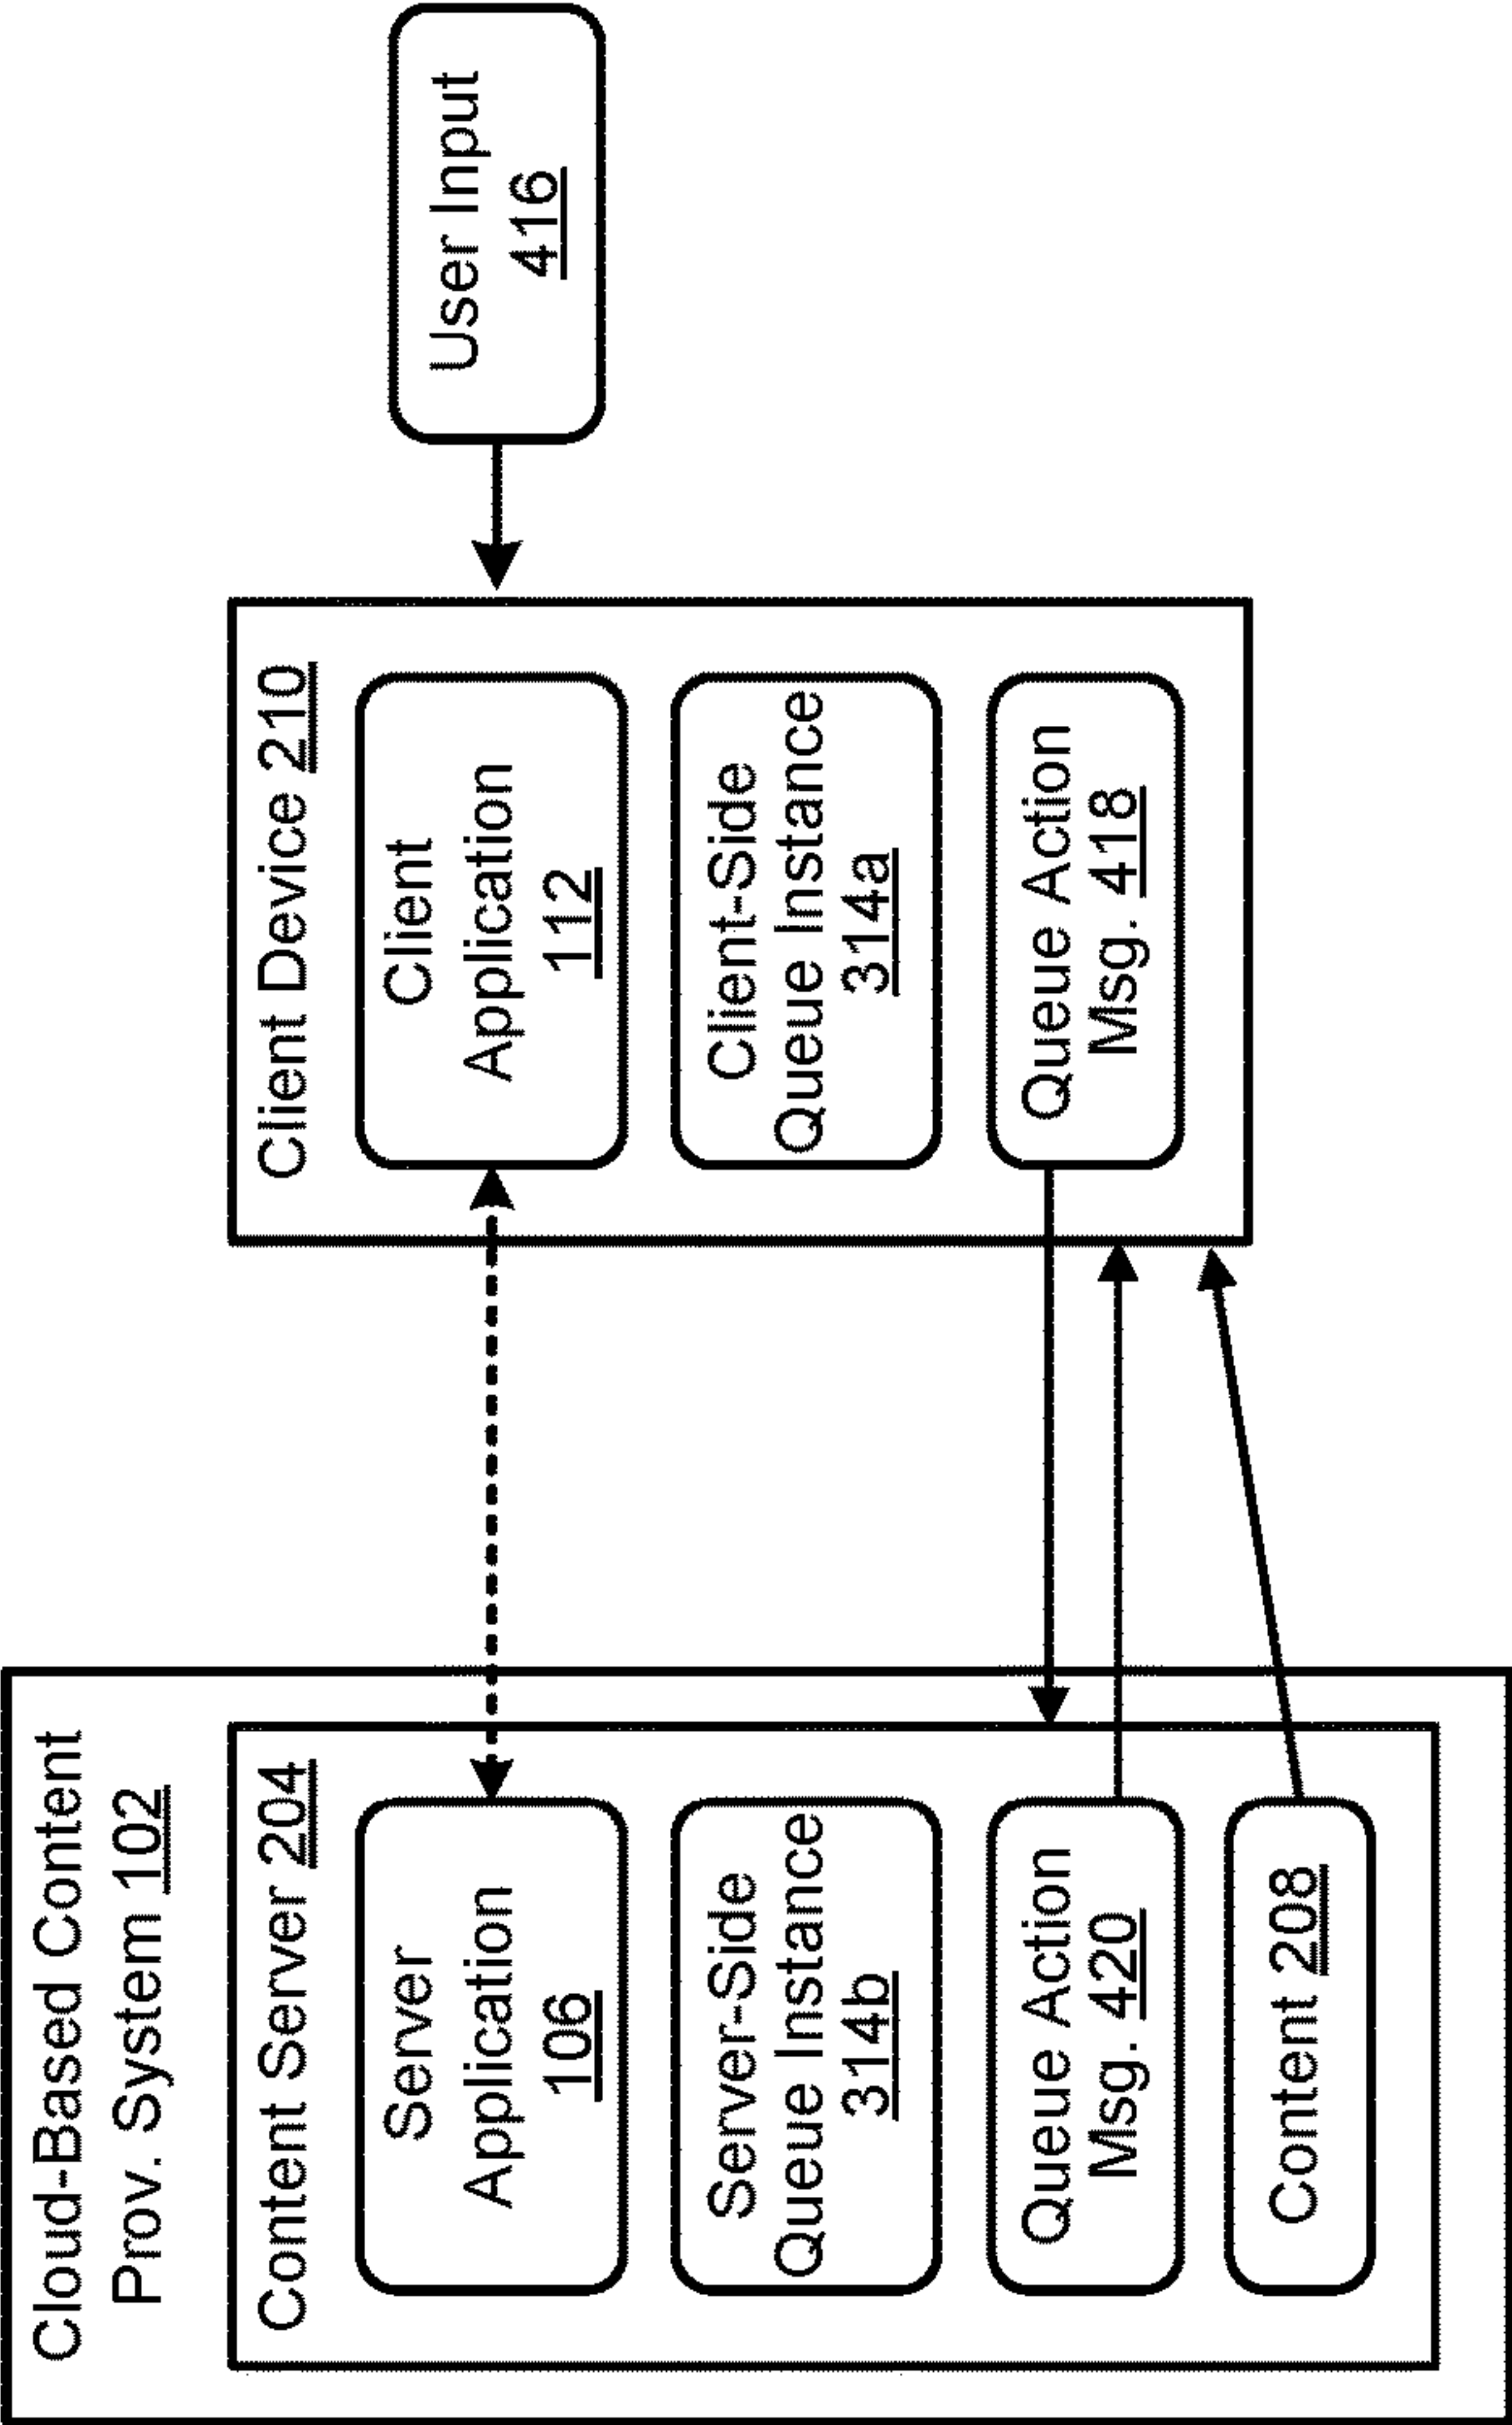 Cloud-Based Content
Prov. System 102
Content Server 204
Server
Application
106
Server-Side
Queue Instance
314b
Queue Action
Msg. 420
Content 208
Client Device 210
Client
Application
112
Client-Side
Queue Instance
314a
Queue Action
Msg. 418
User Input
416